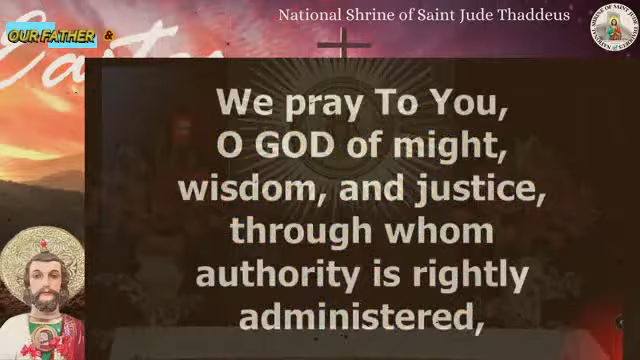 National Shrine of Saint Jude Thaddeus
OUR FATHER &
Easter
We pray To You,
O GOD of might,
wisdom, and justice,
through whom
authority is rightly
administered,